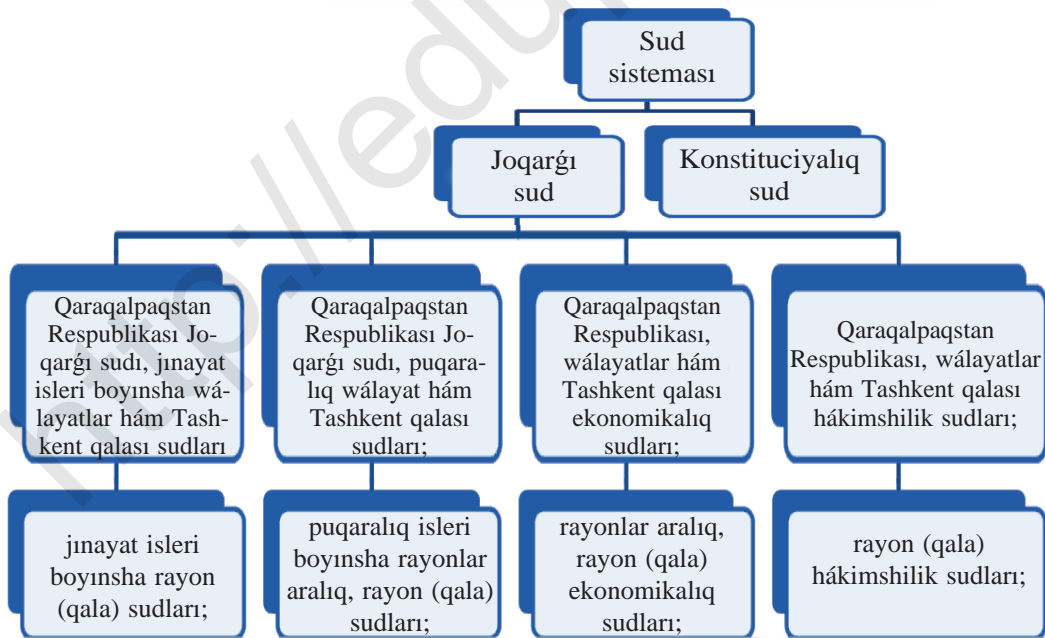 Sud
sisteması
Joqarǵı
sud
Konstituciyalıq
sud
Qaraqalpaqstan
Respublikası Jo-
qarǵı sudı, jınayat
isleri boyınsha wá-
layatlar hám Tash-
kent qalası sudları
Qaraqalpaqstan
Respublikası Jo-
qarǵı sudı, puqara-
lıq wálayat hám
Tashkent qalası
sudları;
Qaraqalpaqstan
Respublikası,
wálayatlar hám
Tashkent qalası
ekonomikalıq
sudları;
Qaraqalpaqstan
Respublikası, wálayatlar
hám Tashkent qalası
hákimshilik sudları;
jınayat isleri
boyınsha rayon
(qala) sudları;
puqaralıq isleri
boyınsha rayonlar
aralıq, rayon (qala)
sudları;
rayonlar aralıq,
rayon (qala)
ekonomikalıq
sudları;
rayon (qala)
hákimshilik sudları;
http://edu